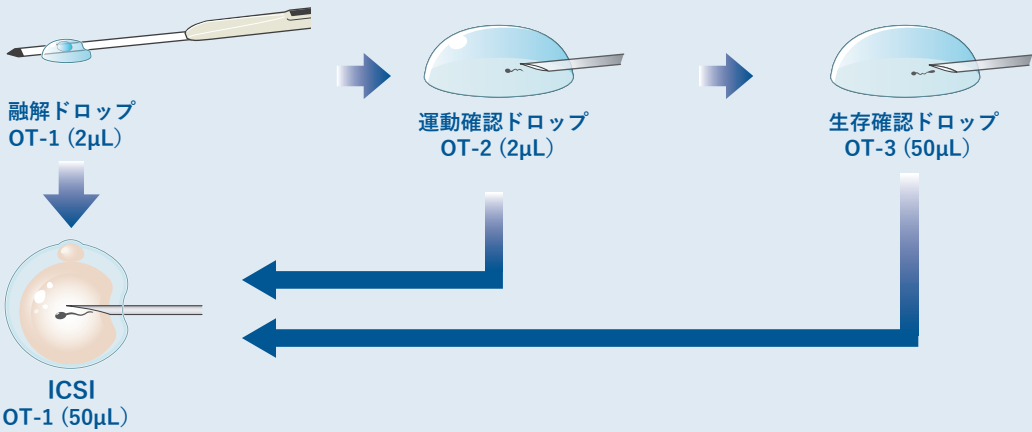 融解ドロップ
OT-1 (2μL)
運動確認ドロップ
OT-2 (2μL)
生存確認ドロップ
OT-3 (50μL)
ICSI
OT-1 (50μL)